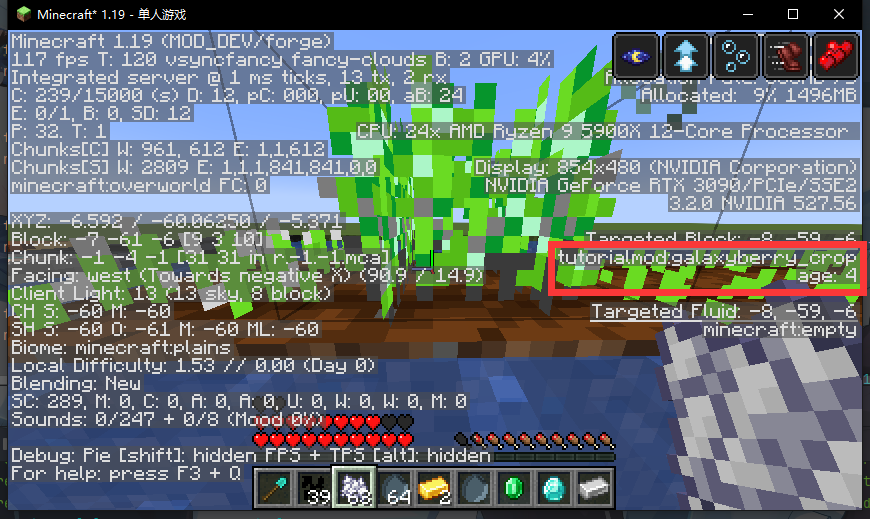 Minecraft* 1.19 - 单人游戏
Minecraft 1.19 (MOD_DEV/forge)
117 fps T: 120 vsyncfancy fancy-clouds B: 2 GPU: 4%
Integrated server @ 1 ms ticks, 13 tx, 2 rx
C: 239/15000 (s) D: 12, pC: 000, pU: 00, aB: 24
Allocated: 9% 1496MB
E: 0/1, B: 0, SD: 12
P: 32. T: 1
CPU: 24x AMD Ryzen 9 5900X 12-Core Processor
Chunks[C] W: 961, 612 E: 1,1,612
Chunks[S] W: 2809 E: 1,1,1,841,841,0,0
Display: 854x480 (NVIDIA Corporation)
minecraft:overworld FC: 0
NVIDIA GeForce RTX 3090/PCIe/SSE2
3.2.0 NVIDIA 527.56
XYZ: -6.592 / -60.06250 / -5.371
Block: -7 -61 -6 [9 3 10]
Targeted Block: -8, -59, -6
Chunk: -1 -4 -1 [31 31 in r.-1.-1.mca]
tutorialmod:galaxyberry_crop
Facing: west (Towards negative X) (90.9 / 14.9)
age: 4
Client Light: 13 (13 sky, 8 block)
CH S: -60 M: -60
Targeted Fluid: -8, -59, -6
SH S: -60 O: -61 M: -60 ML: -60
minecraft:empty
Biome: minecraft:plains
Local Difficulty: 1.53 // 0.00 (Day 0)
Blending: New
SC: 289, M: 0, C: 0, A: 0, A: 0, U: 0, W: 0, W: 0, M: 0
Sounds: 0/247 + 0/8 (Mood 0%)
Debug: Pie [shift]: hidden FPS + TPS [alt]: hidden
For help: press F3 + Q
39
63
64
2